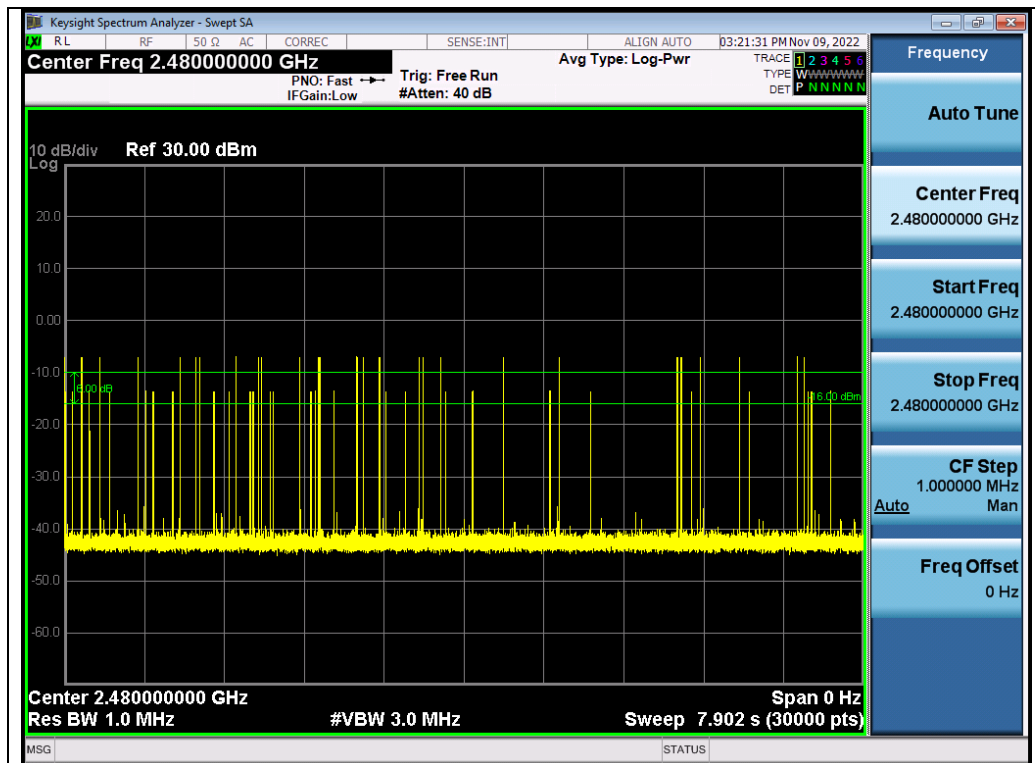 Keysight Spectrum Analyzer - Swept SA
LXI RL RF 50 Ω AC CORREC SENSE:INT ALIGN AUTO 03:21:31 PM Nov 09, 2022
Center Freq 2.480000000 GHz
PNO: Fast
IFGain:Low
Trig: Free Run
#Atten: 40 dB
Avg Type: Log-Pwr
TRACE 1 2 3 4 5 6
TYPE WWWWWW
DET P N N N N N
10 dB/div Ref 30.00 dBm
Log
20.0
10.0
0.00
-10.0
6.00 dB
-16.00 dBm
-20.0
-30.0
-40.0
-50.0
-60.0
Center 2.480000000 GHz Span 0 Hz
Res BW 1.0 MHz #VBW 3.0 MHz Sweep 7.902 s (30000 pts)
MSG STATUS
Frequency
Auto Tune
Center Freq
2.480000000 GHz
Start Freq
2.480000000 GHz
Stop Freq
2.480000000 GHz
CF Step
1.000000 MHz
Auto Man
Freq Offset
0 Hz